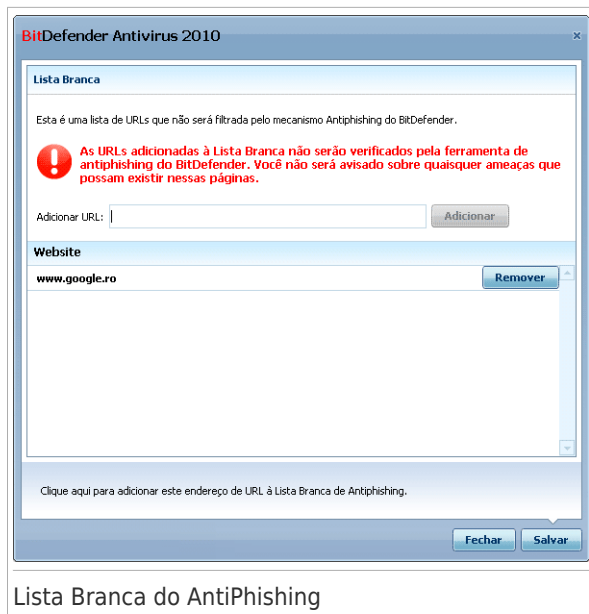 BitDefender Antivirus 2010
Lista Branca
Esta é uma lista de URLs que não será filtrada pelo mecanismo Antiphishing do BitDefender.
As URLs adicionadas à Lista Branca não serão verificados pela ferramenta de
antiphishing do BitDefender. Você não será avisado sobre quaisquer ameaças que
possam existir nessas páginas.
Adicionar URL: Adicionar
Website
www.google.ro Remover
Clique aqui para adicionar este endereço de URL à Lista Branca de Antiphishing.
Fechar Salvar
Lista Branca do AntiPhishing